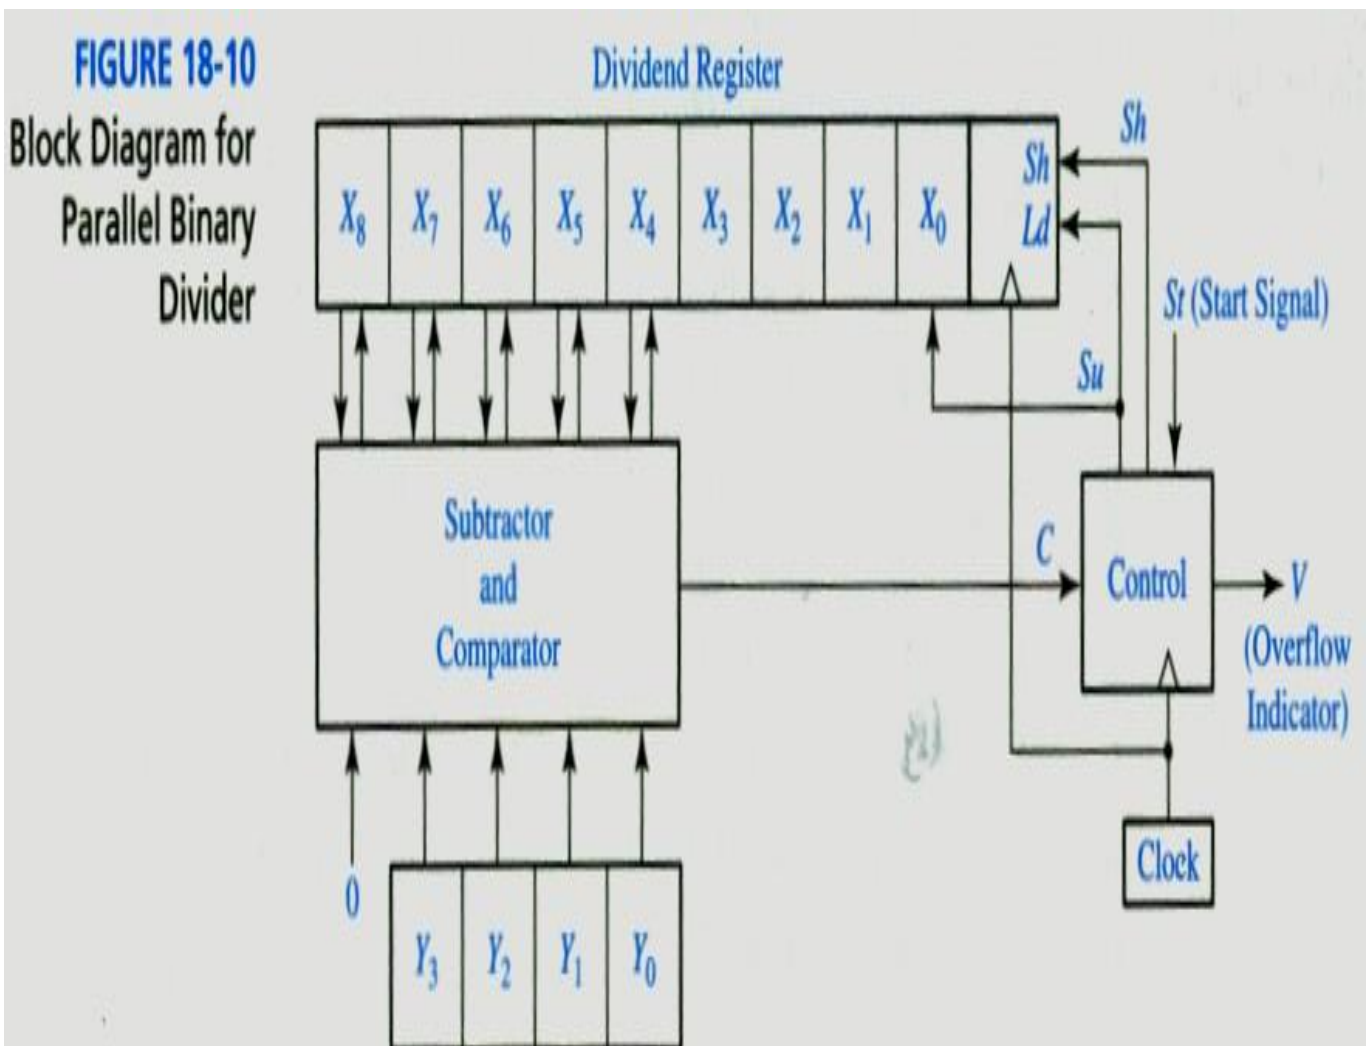 FIGURE 18-10
Block Diagram for
Parallel Binary
Divider
Dividend Register
X₈ X₇ X₆ X₅ X₄ X₃ X₂ X₁ X₀
Sh
Ld
Sh
St (Start Signal)
Su
Subtractor
and
Comparator
C
Control
V
(Overflow
Indicator)
Clock
0
Y₃ Y₂ Y₁ Y₀